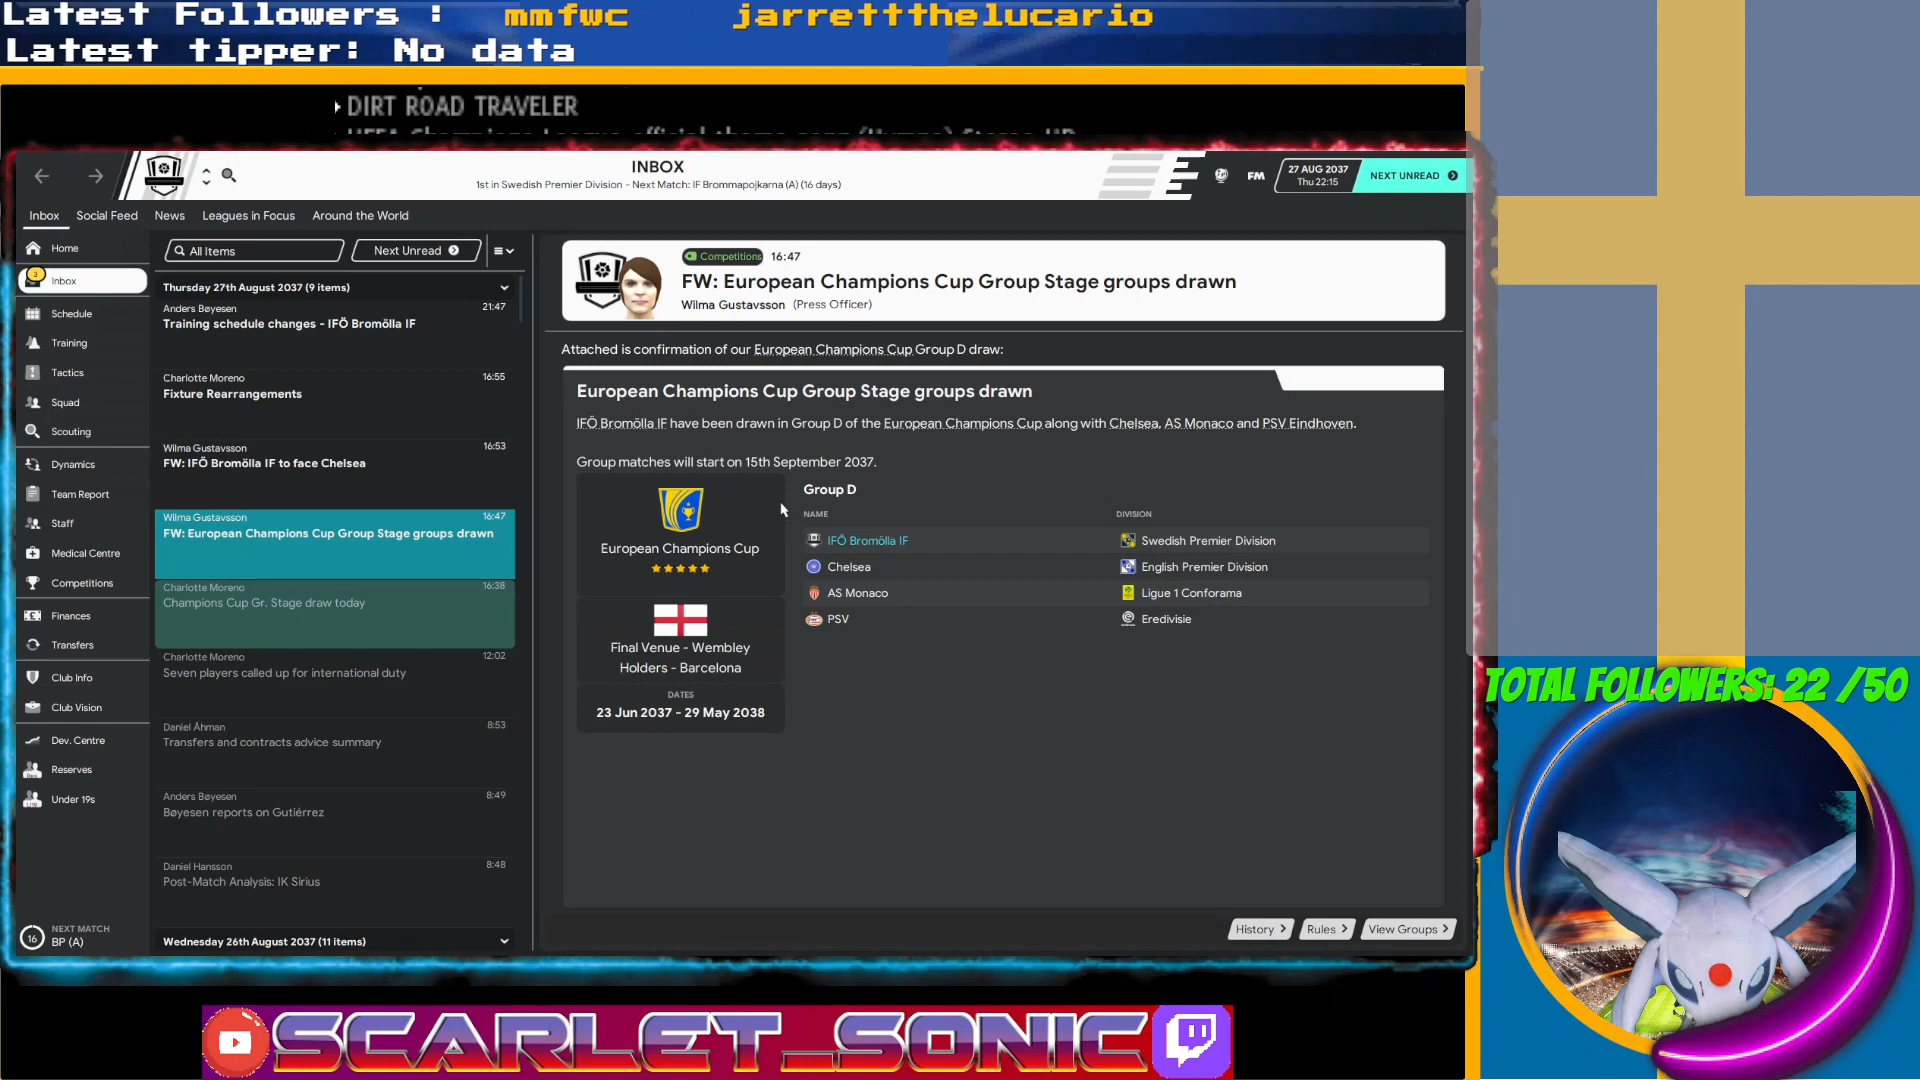 Latest Followers : mmfwc jarrettthelucario
Latest tipper: No data
DIRT ROAD TRAVELER
INBOX
1st in Swedish Premier Division - Next Match: IF Brommapojkarna (A) (16 days)
FM
27 AUG 2037
Thu 22:15
NEXT UNREAD
Inbox
Social Feed
News
Leagues in Focus
Around the World
Home
3
Inbox
Schedule
Training
Tactics
Squad
Scouting
Dynamics
Team Report
Staff
Medical Centre
Competitions
Finances
Transfers
Club Info
Club Vision
Dev. Centre
Reserves
Under 19s
16
NEXT MATCH
BP (A)
All Items
Next Unread
Thursday 27th August 2037 (9 items)
Anders Bøyesen 21:47
Training schedule changes - IFÖ Bromölla IF
Charlotte Moreno 16:55
Fixture Rearrangements
Wilma Gustavsson 16:53
FW: IFÖ Bromölla IF to face Chelsea
Wilma Gustavsson 16:47
FW: European Champions Cup Group Stage groups drawn
Charlotte Moreno 16:38
Champions Cup Gr. Stage draw today
Charlotte Moreno 12:02
Seven players called up for international duty
Daniel Åhman 8:53
Transfers and contracts advice summary
Anders Bøyesen 8:49
Bøyesen reports on Gutiérrez
Daniel Hansson 8:48
Post-Match Analysis: IK Sirius
Wednesday 26th August 2037 (11 items)
Competitions 16:47
FW: European Champions Cup Group Stage groups drawn
Wilma Gustavsson (Press Officer)
Attached is confirmation of our European Champions Cup Group D draw:
European Champions Cup Group Stage groups drawn
IFÖ Bromölla IF have been drawn in Group D of the European Champions Cup along with Chelsea, AS Monaco and PSV Eindhoven.
Group matches will start on 15th September 2037.
European Champions Cup
Final Venue - Wembley
Holders - Barcelona
DATES
23 Jun 2037 - 29 May 2038
Group D
NAME DIVISION
IFÖ Bromölla IF Swedish Premier Division
Chelsea English Premier Division
AS Monaco Ligue 1 Conforama
PSV Eredivisie
History
Rules
View Groups
TOTAL FOLLOWERS: 22 /50
SCARLET_SONIC